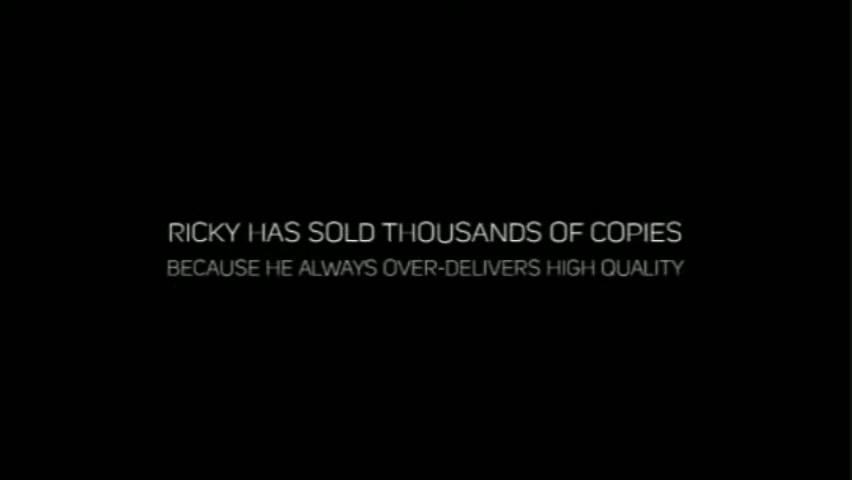 RICKY HAS SOLD THOUSANDS OF COPIES
BECAUSE HE ALWAYS OVER-DELIVERS HIGH QUALITY